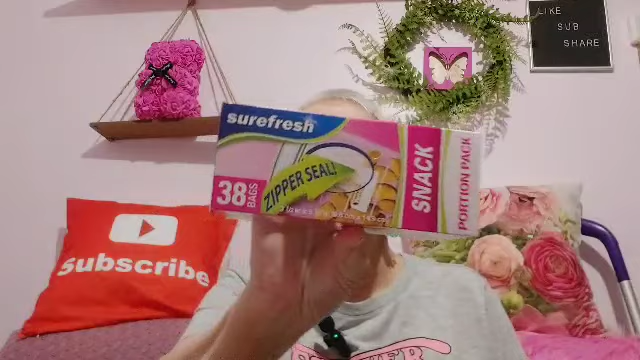 LIKE
SUB
SHARE
surefresh
38 BAGS
ZIPPER SEAL!
SNACK
PORTION PACK
Subscribe